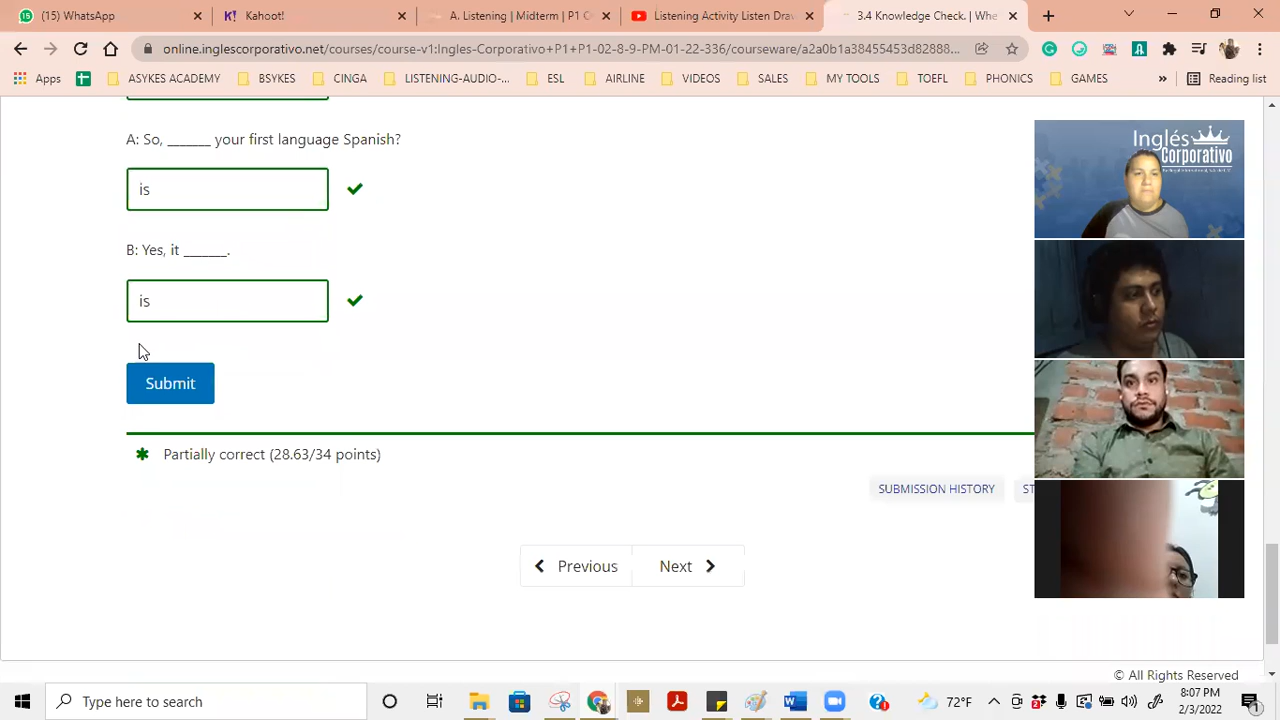 (15) WhatsApp
Kahoot!
A. Listening | Midterm | P1 C
Listening Activity Listen Draw
3.4 Knowledge Check. | Whe
online.inglescorporativo.net/courses/course-v1:Ingles-Corporativo+P1+P1-02-8-9-PM-01-22-336/courseware/a2a0b1a38455453d82888...
Apps
ASYKES ACADEMY
BSYKES
CINGA
LISTENING-AUDIO-...
ESL
AIRLINE
VIDEOS
SALES
MY TOOLS
TOEFL
PHONICS
GAMES
»
Reading list
A: So, ______ your first language Spanish?
is
B: Yes, it ______.
is
Submit
Partially correct (28.63/34 points)
SUBMISSION HISTORY
ST
Previous
Next
Inglés
Corporativo
© All Rights Reserved
Type here to search
72°F
8:07 PM
2/3/2022